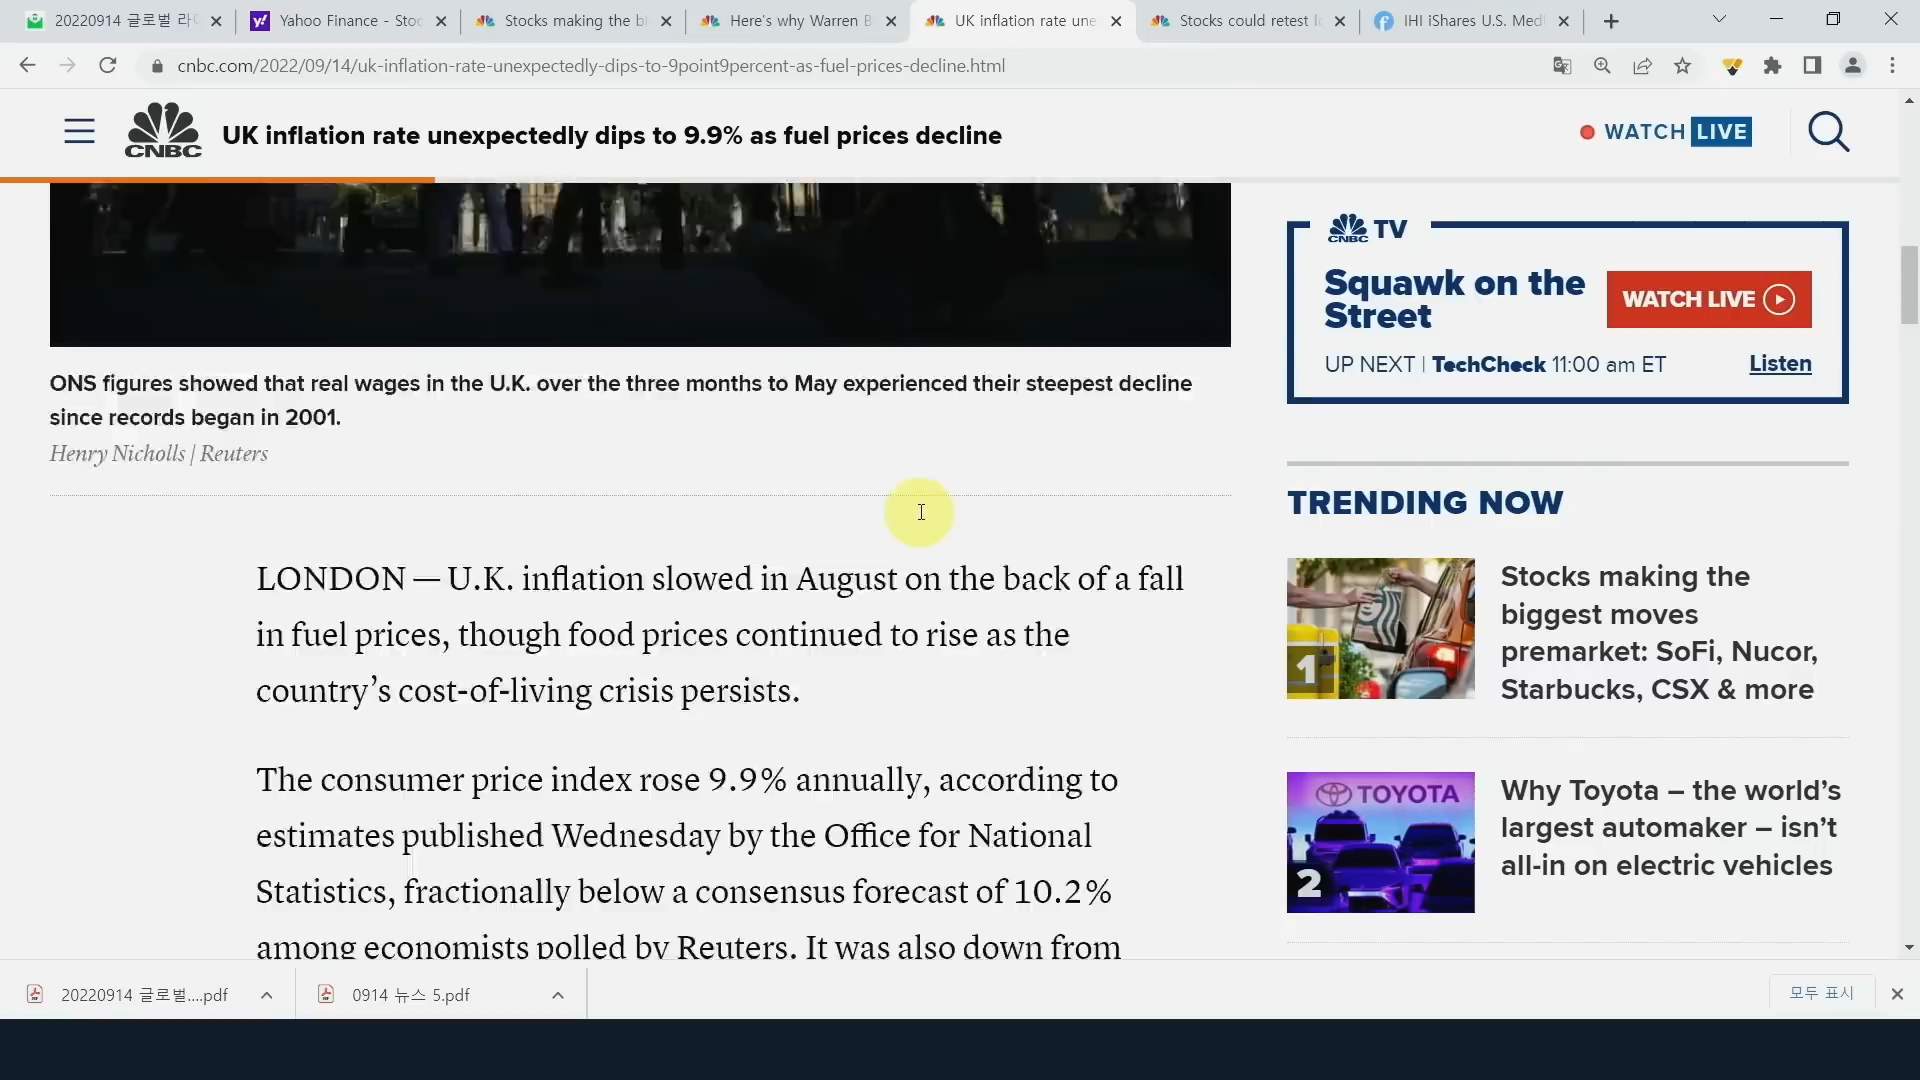 20220914 글로벌 라
Yahoo Finance - Stoc
Stocks making the b
Here's why Warren B
UK inflation rate une
Stocks could retest l
IHI iShares U.S. Med
cnbc.com/2022/09/14/uk-inflation-rate-unexpectedly-dips-to-9point9percent-as-fuel-prices-decline.html
CNBC
UK inflation rate unexpectedly dips to 9.9% as fuel prices decline
WATCH LIVE
ONS figures showed that real wages in the U.K. over the three months to May experienced their steepest decline
since records began in 2001.
Henry Nicholls | Reuters
LONDON — U.K. inflation slowed in August on the back of a fall
in fuel prices, though food prices continued to rise as the
country’s cost-of-living crisis persists.
The consumer price index rose 9.9% annually, according to
estimates published Wednesday by the Office for National
Statistics, fractionally below a consensus forecast of 10.2%
among economists polled by Reuters. It was also down from
CNBC TV
Squawk on the
Street
WATCH LIVE
UP NEXT | TechCheck 11:00 am ET
Listen
TRENDING NOW
1
Stocks making the
biggest moves
premarket: SoFi, Nucor,
Starbucks, CSX & more
TOYOTA
2
Why Toyota – the world’s
largest automaker – isn’t
all-in on electric vehicles
20220914 글로벌....pdf
0914 뉴스 5.pdf
모두 표시